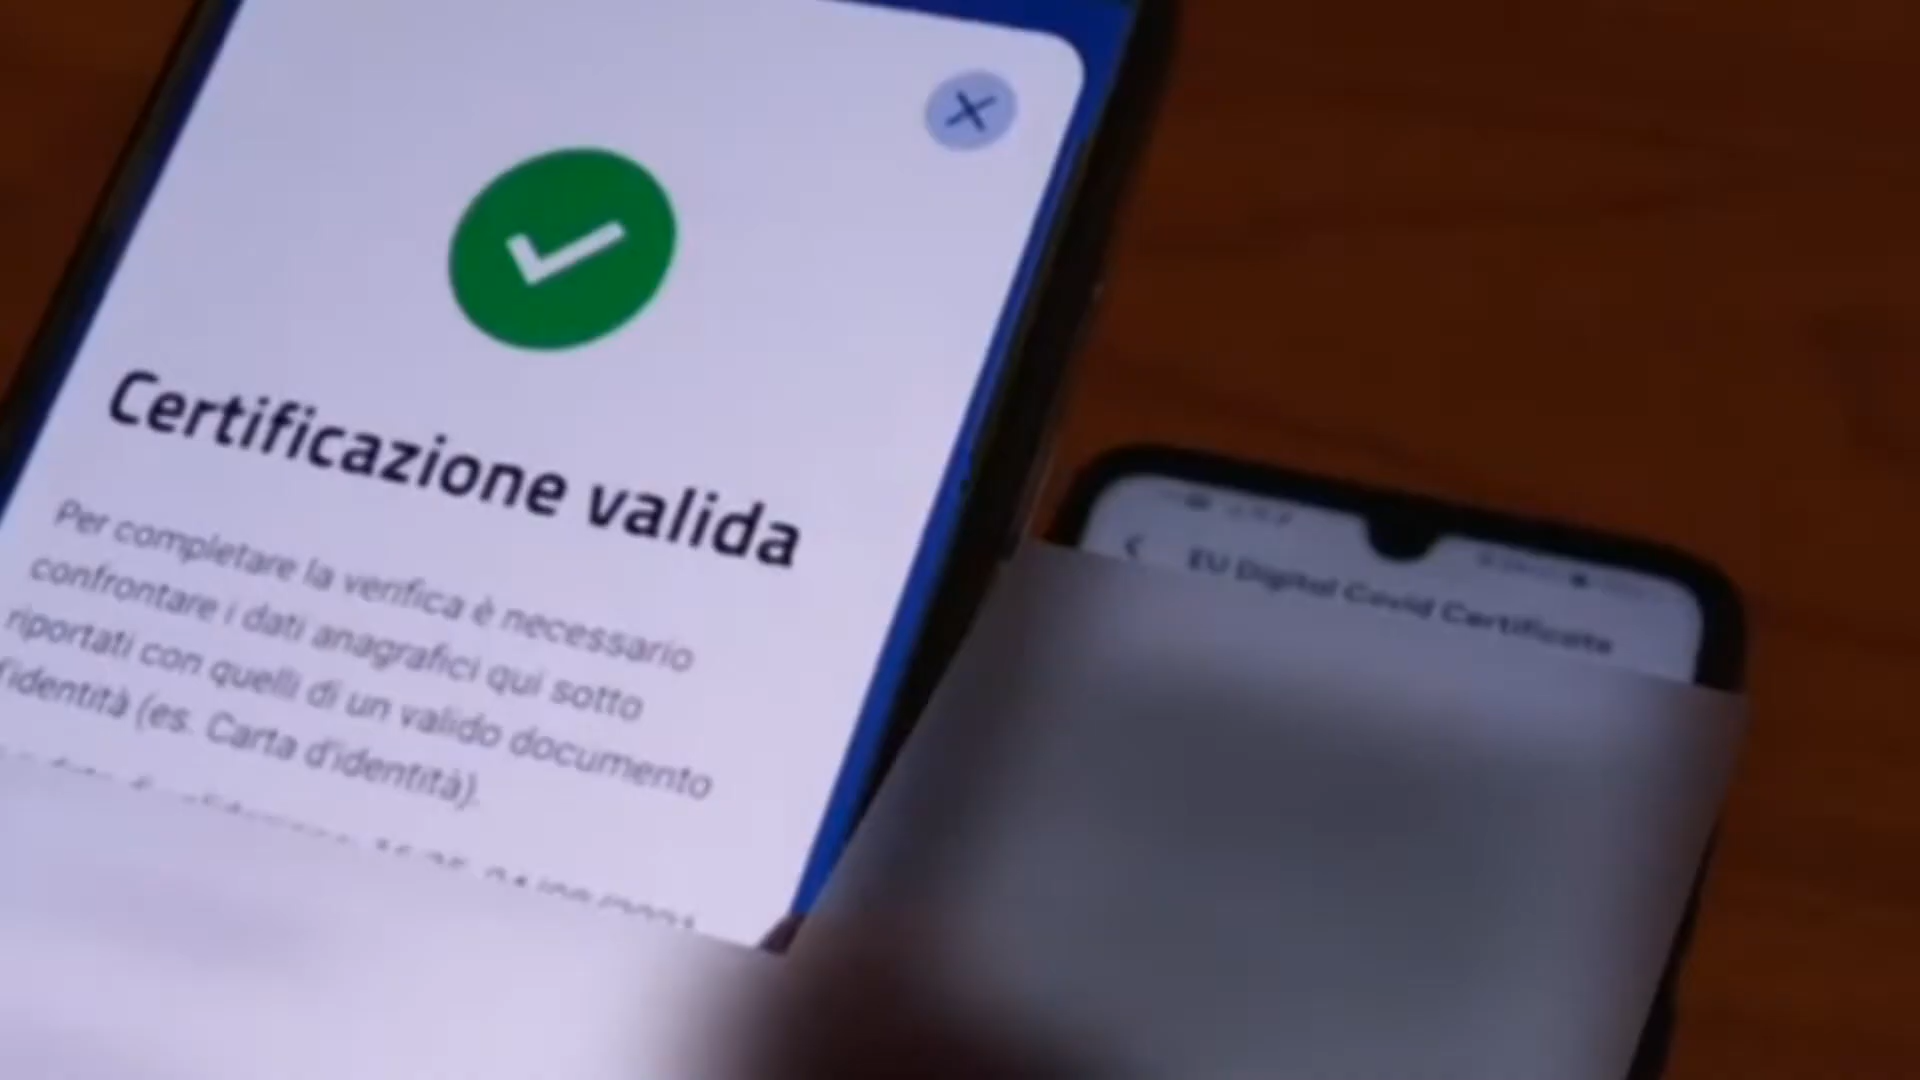 Certificazione valida
Per completare la verifica è necessario
confrontare i dati anagrafici qui sotto
riportati con quelli di un valido documento
d'identità (es. Carta d'identità).
EU Digital Covid Certificate